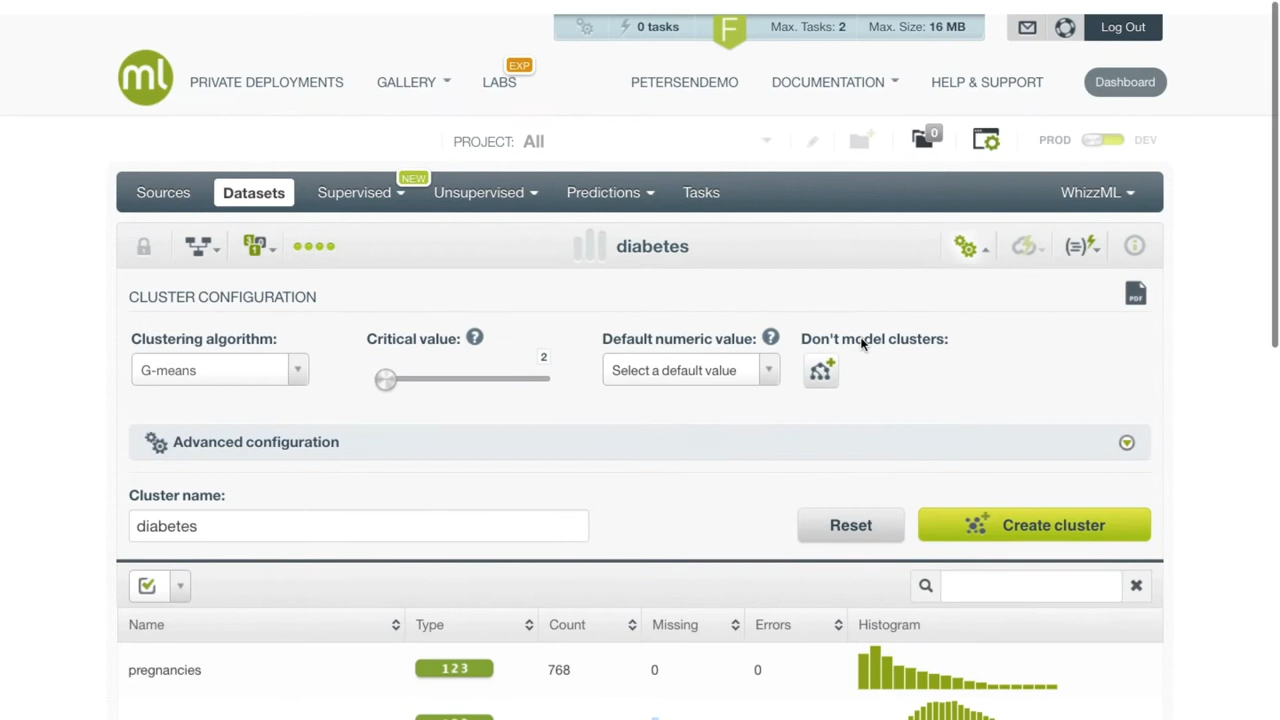 0 tasks F Max. Tasks: 2 Max. Size: 16 MB Log Out
ml PRIVATE DEPLOYMENTS GALLERY LABS EXP PETERSENDEMO DOCUMENTATION HELP & SUPPORT Dashboard
PROJECT: All 0 PROD DEV
Sources Datasets Supervised NEW Unsupervised Predictions Tasks WhizzML
diabetes
CLUSTER CONFIGURATION PDF
Clustering algorithm: Critical value: ? Default numeric value: ? Don't model clusters:
2
G-means Select a default value
Advanced configuration
Cluster name:
diabetes Reset Create cluster
Name Type Count Missing Errors Histogram
pregnancies 123 768 0 0